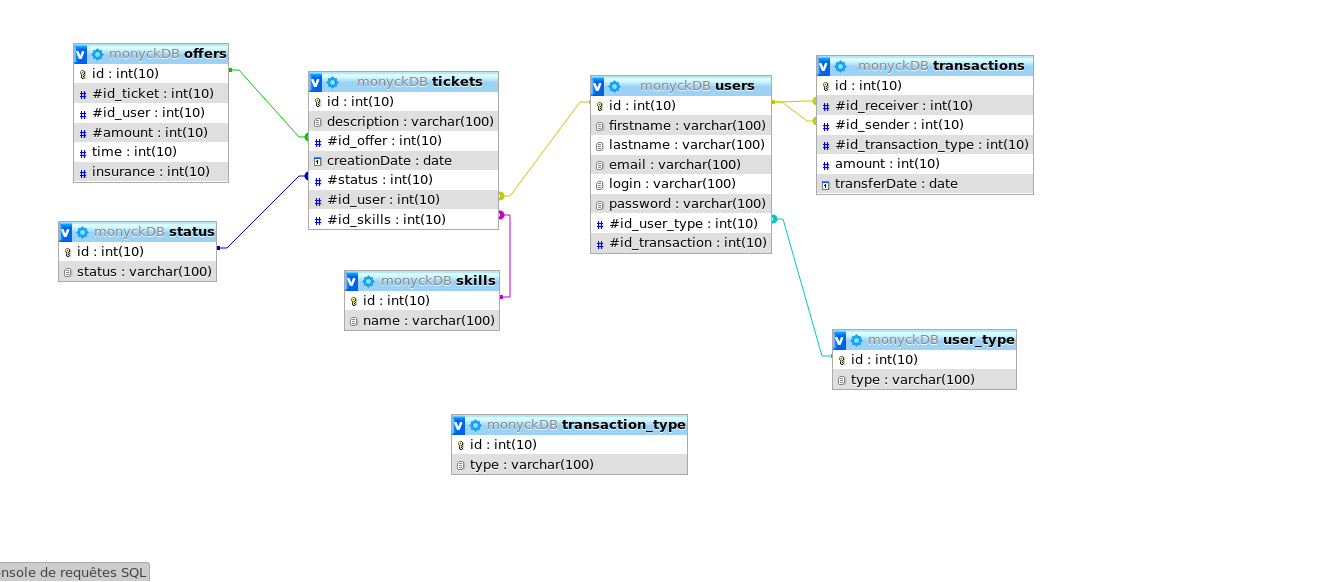 monyckDB offers
id : int(10)
#id_ticket : int(10)
#id_user : int(10)
#amount : int(10)
time : int(10)
insurance : int(10)
monyckDB tickets
id : int(10)
description : varchar(100)
#id_offer : int(10)
creationDate : date
#status : int(10)
#id_user : int(10)
#id_skills : int(10)
monyckDB users
id : int(10)
firstname : varchar(100)
lastname : varchar(100)
email : varchar(100)
login : varchar(100)
password : varchar(100)
#id_user_type : int(10)
#id_transaction : int(10)
monyckDB transactions
id : int(10)
#id_receiver : int(10)
#id_sender : int(10)
#id_transaction_type : int(10)
amount : int(10)
transferDate : date
monyckDB status
id : int(10)
status : varchar(100)
monyckDB skills
id : int(10)
name : varchar(100)
monyckDB user_type
id : int(10)
type : varchar(100)
monyckDB transaction_type
id : int(10)
type : varchar(100)
nsole de requêtes SQL